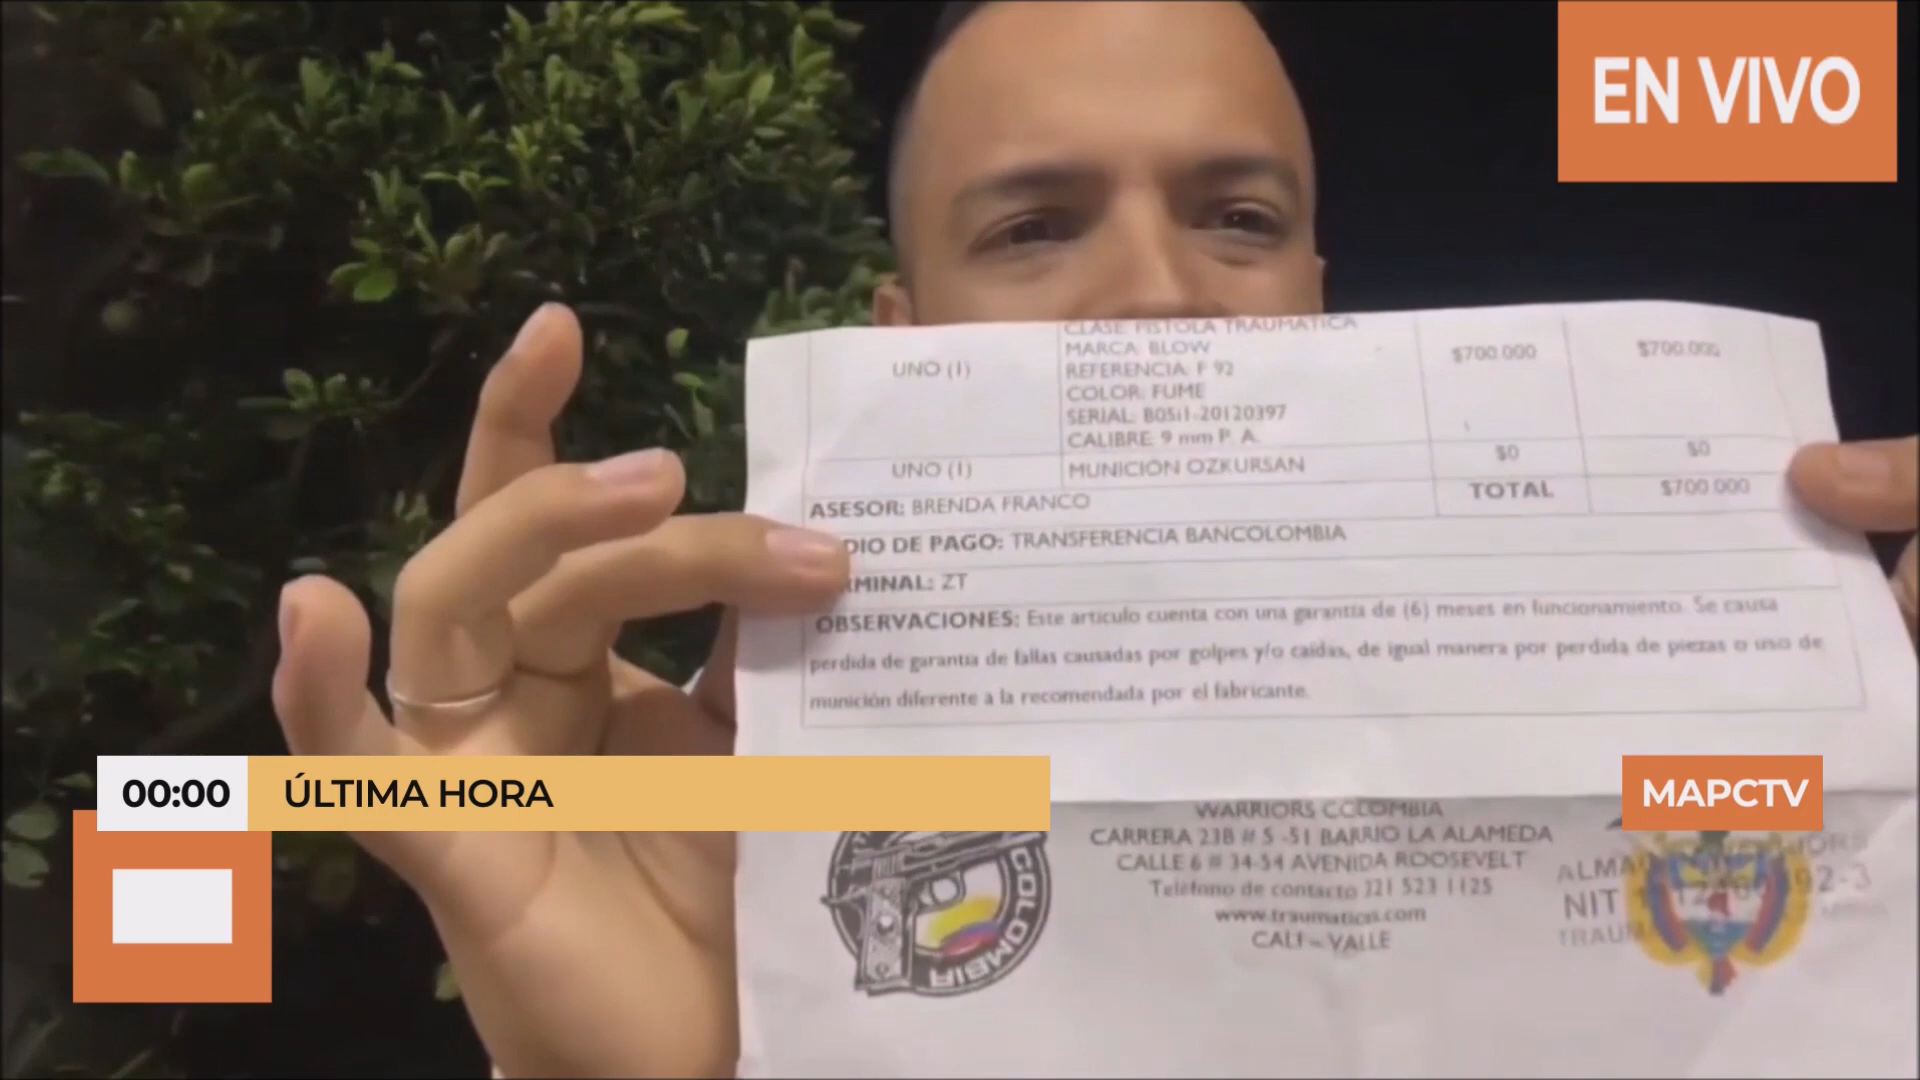 EN VIVO
CLASE PISTOLA TRAUMATICA
UNO (1) MARCA: BLOW $700.000 $700.000
REFERENCIA: F 92
COLOR: FUME
SERIAL:
CALIBRE: 9 mm P. A.
UNO (1) MUNICIÓN OZKURSAN $0 $0
ASESOR: BRENDA FRANCO TOTAL $700.000
DIO DE PAGO: TRANSFERENCIA BANCOLOMBIA
RMINAL: ZT
OBSERVACIONES: Este articulo cuenta con una garantia de (6) meses en funcionamiento. Se causa
perdida de garantia de fallas causadas por golpes y/o caidas, de igual manera por perdida de piezas o uso de
munición diferente a la recomendada por el fabricante.
00:00 ÚLTIMA HORA
MAPCTV
WARRIORS COLOMBIA
CARRERA 23B # 5 -51 BARRIO LA ALAMEDA
CALLE 6 # 34-54 AVENIDA ROOSEVELT
Teléfono de contacto 321 523 1125
www.traumaticas.com
CALI – VALLE
COLOMBIA
NIT